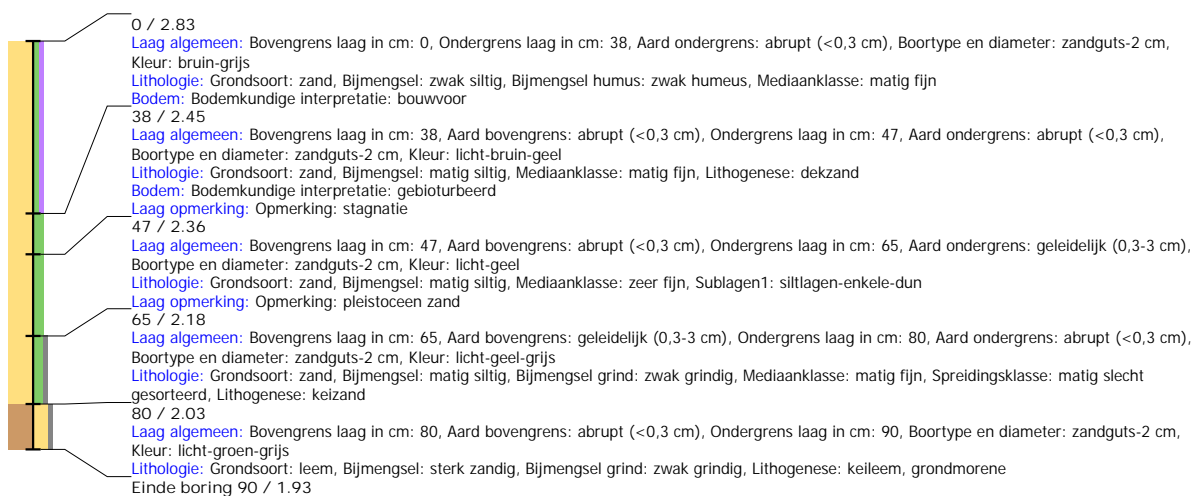 0 / 2.83
Laag algemeen: Bovengrens laag in cm: 0, Ondergrens laag in cm: 38, Aard ondergrens: abrupt (<0,3 cm), Boortype en diameter: zandguts-2 cm,
Kleur: bruin-grijs
Lithologie: Grondsoort: zand, Bijmengsel: zwak siltig, Bijmengsel humus: zwak humeus, Mediaanklasse: matig fijn
Bodem: Bodemkundige interpretatie: bouwvoor
38 / 2.45
Laag algemeen: Bovengrens laag in cm: 38, Aard bovengrens: abrupt (<0,3 cm), Ondergrens laag in cm: 47, Aard ondergrens: abrupt (<0,3 cm),
Boortype en diameter: zandguts-2 cm, Kleur: licht-bruin-geel
Lithologie: Grondsoort: zand, Bijmengsel: matig siltig, Mediaanklasse: matig fijn, Lithogenese: dekzand
Bodem: Bodemkundige interpretatie: gebioturbeerd
Laag opmerking: Opmerking: stagnatie
47 / 2.36
Laag algemeen: Bovengrens laag in cm: 47, Aard bovengrens: abrupt (<0,3 cm), Ondergrens laag in cm: 65, Aard ondergrens: geleidelijk (0,3-3 cm),
Boortype en diameter: zandguts-2 cm, Kleur: licht-geel
Lithologie: Grondsoort: zand, Bijmengsel: matig siltig, Mediaanklasse: zeer fijn, Sublagen1: siltlagen-enkele-dun
Laag opmerking: Opmerking: pleistoceen zand
65 / 2.18
Laag algemeen: Bovengrens laag in cm: 65, Aard bovengrens: geleidelijk (0,3-3 cm), Ondergrens laag in cm: 80, Aard ondergrens: abrupt (<0,3 cm),
Boortype en diameter: zandguts-2 cm, Kleur: licht-geel-grijs
Lithologie: Grondsoort: zand, Bijmengsel: matig siltig, Bijmengsel grind: zwak grindig, Mediaanklasse: matig fijn, Spreidingsklasse: matig slecht
gesorteerd, Lithogenese: keizand
80 / 2.03
Laag algemeen: Bovengrens laag in cm: 80, Aard bovengrens: abrupt (<0,3 cm), Ondergrens laag in cm: 90, Boortype en diameter: zandguts-2 cm,
Kleur: licht-groen-grijs
Lithologie: Grondsoort: leem, Bijmengsel: sterk zandig, Bijmengsel grind: zwak grindig, Lithogenese: keileem, grondmorene
Einde boring 90 / 1.93